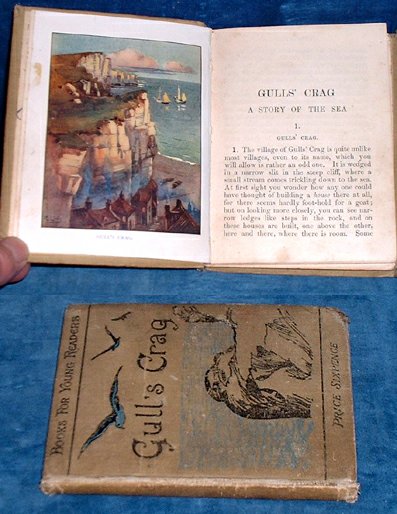 GULL'S CRAG.
GULLS' CRAG
A STORY OF THE SEA
1.
GULLS' CRAG.
1. The village of Gulls' Crag is quite unlike
most villages, even to its name, which you
will allow is rather an odd one. It is wedged
in a narrow slit in the steep cliff, where a
small stream comes trickling down to the sea.
At first sight you wonder how any one could
have thought of building a house there at all,
for there seems hardly foot-hold for a goat;
but on looking more closely, you can see nar-
row ledges like steps in the rock, and on
these houses are built, one above the other,
here and there, where there is room. Some
BOOKS FOR YOUNG READERS
Gull's Crag
PRICE SIXPENCE